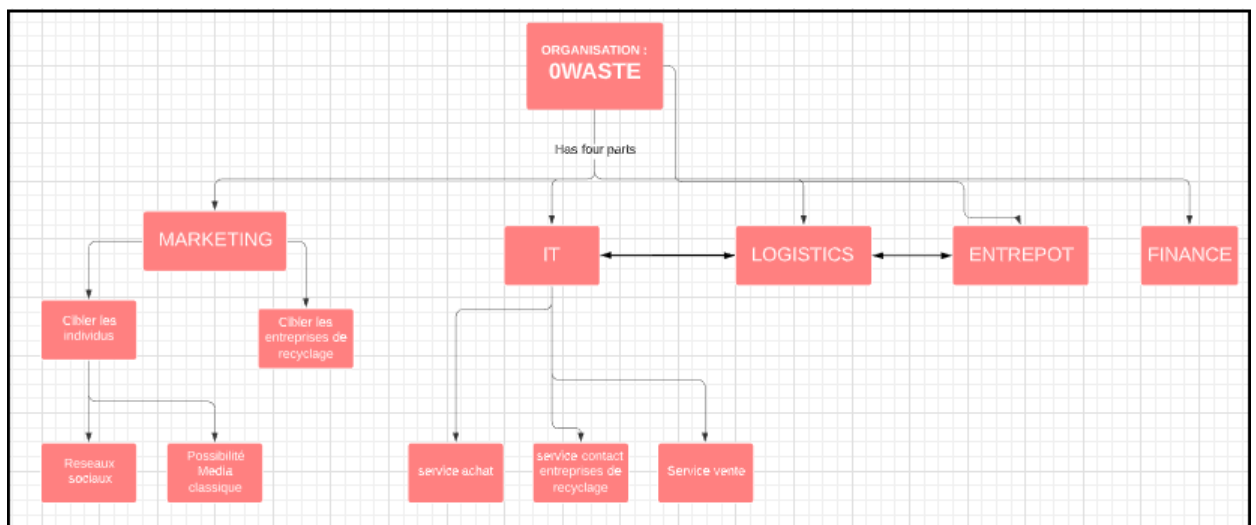 ORGANISATION :
0WASTE
Has four parts
MARKETING
IT
LOGISTICS
ENTREPOT
FINANCE
Cibler les
individus
Cibler les
entreprises de
recyclage
Reseaux
sociaux
Possibilité
Media
classique
service achat
service contact
entreprises de
recyclage
Service vente